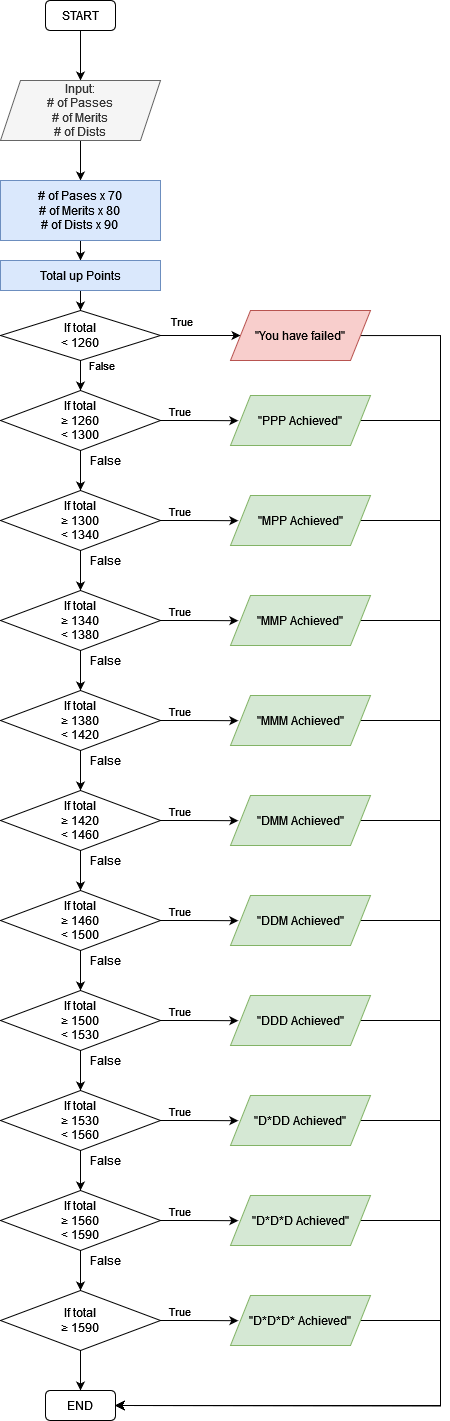 START
Input:
# of Passes
# of Merits
# of Dists
# of Pases x 70
# of Merits x 80
# of Dists x 90
Total up Points
If total
< 1260
True
"You have failed"
False
If total
≥ 1260
< 1300
True
"PPP Achieved"
False
If total
≥ 1300
< 1340
True
"MPP Achieved"
False
If total
≥ 1340
< 1380
True
"MMP Achieved"
False
If total
≥ 1380
< 1420
True
"MMM Achieved"
False
If total
≥ 1420
< 1460
True
"DMM Achieved"
False
If total
≥ 1460
< 1500
True
"DDM Achieved"
False
If total
≥ 1500
< 1530
True
"DDD Achieved"
False
If total
≥ 1530
< 1560
True
"D*DD Achieved"
False
If total
≥ 1560
< 1590
True
"D*D*D Achieved"
False
If total
≥ 1590
True
"D*D*D* Achieved"
END